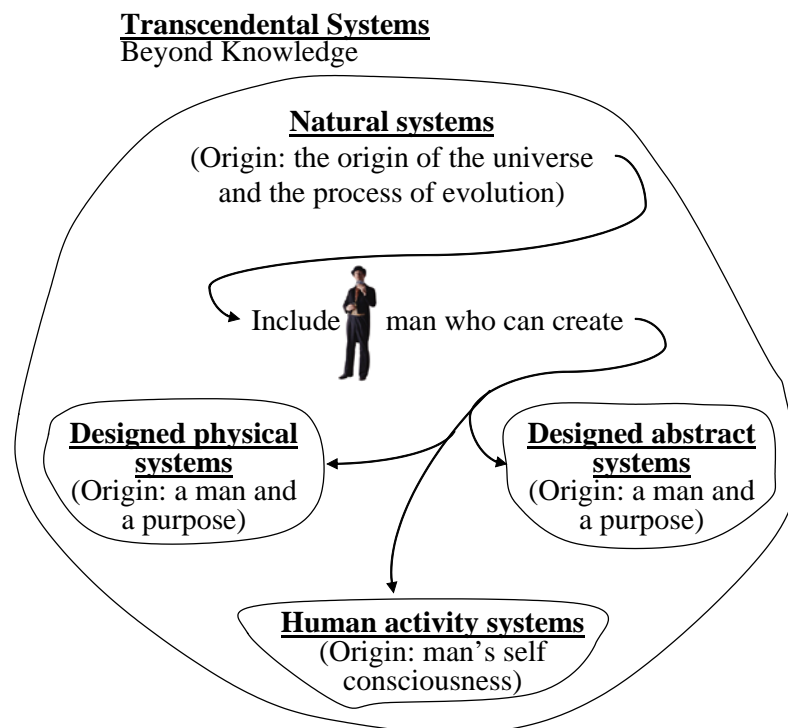 Transcendental Systems
Beyond Knowledge
Natural systems
(Origin: the origin of the universe
and the process of evolution)
Include man who can create
Designed physical
systems
(Origin: a man and
a purpose)
Designed abstract
systems
(Origin: a man and
a purpose)
Human activity systems
(Origin: man’s self
consciousness)